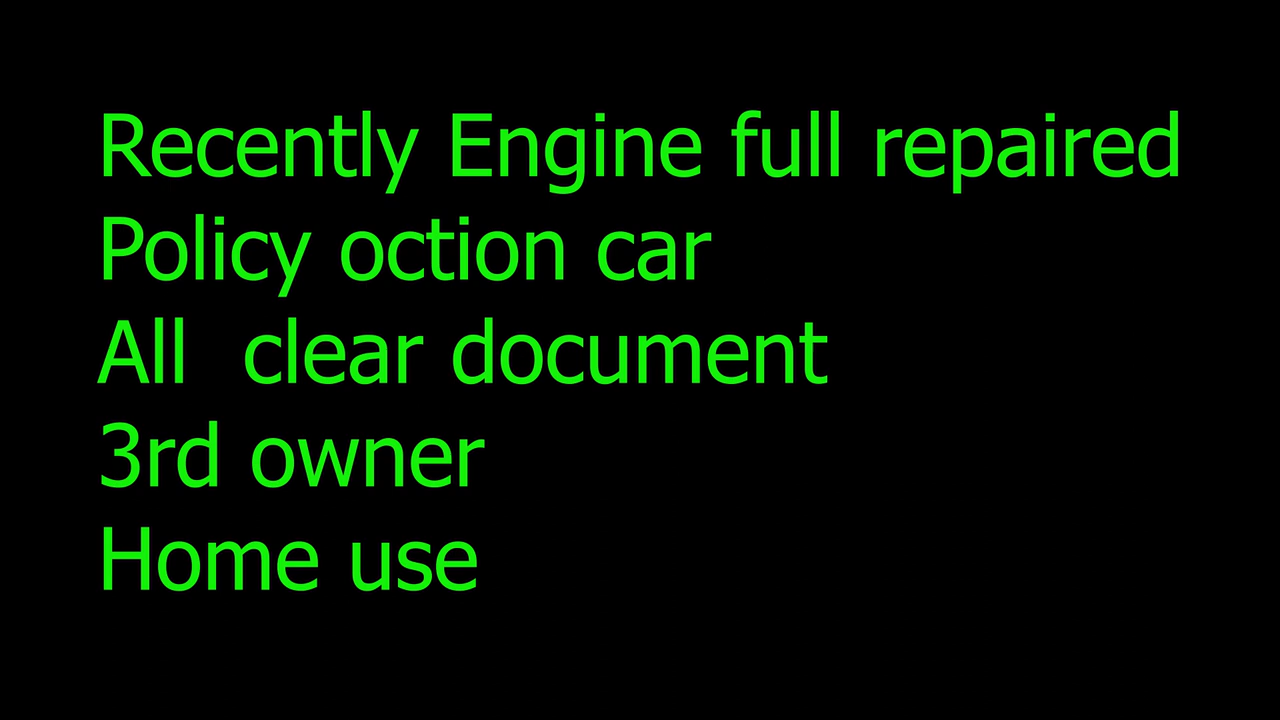 Recently Engine full repaired
Policy oction car
All  clear document
3rd owner
Home use